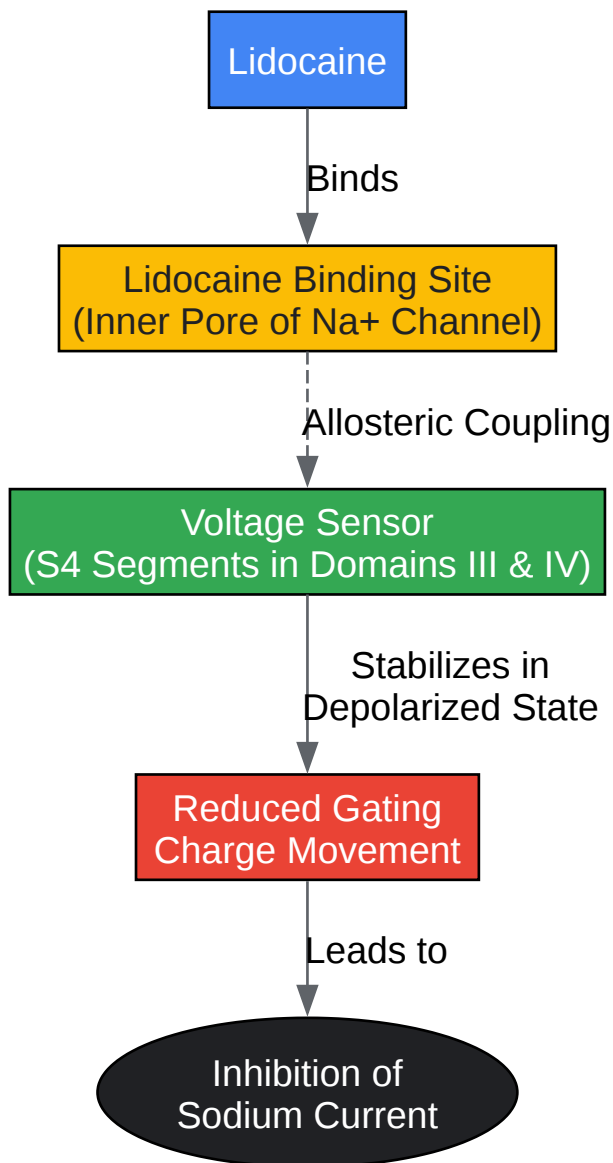 Lidocaine
Binds
Lidocaine Binding Site
(Inner Pore of Na+ Channel)
Allosteric Coupling
Voltage Sensor
(S4 Segments in Domains III & IV)
Stabilizes in
Depolarized State
Reduced Gating
Charge Movement
Leads to
Inhibition of
Sodium Current